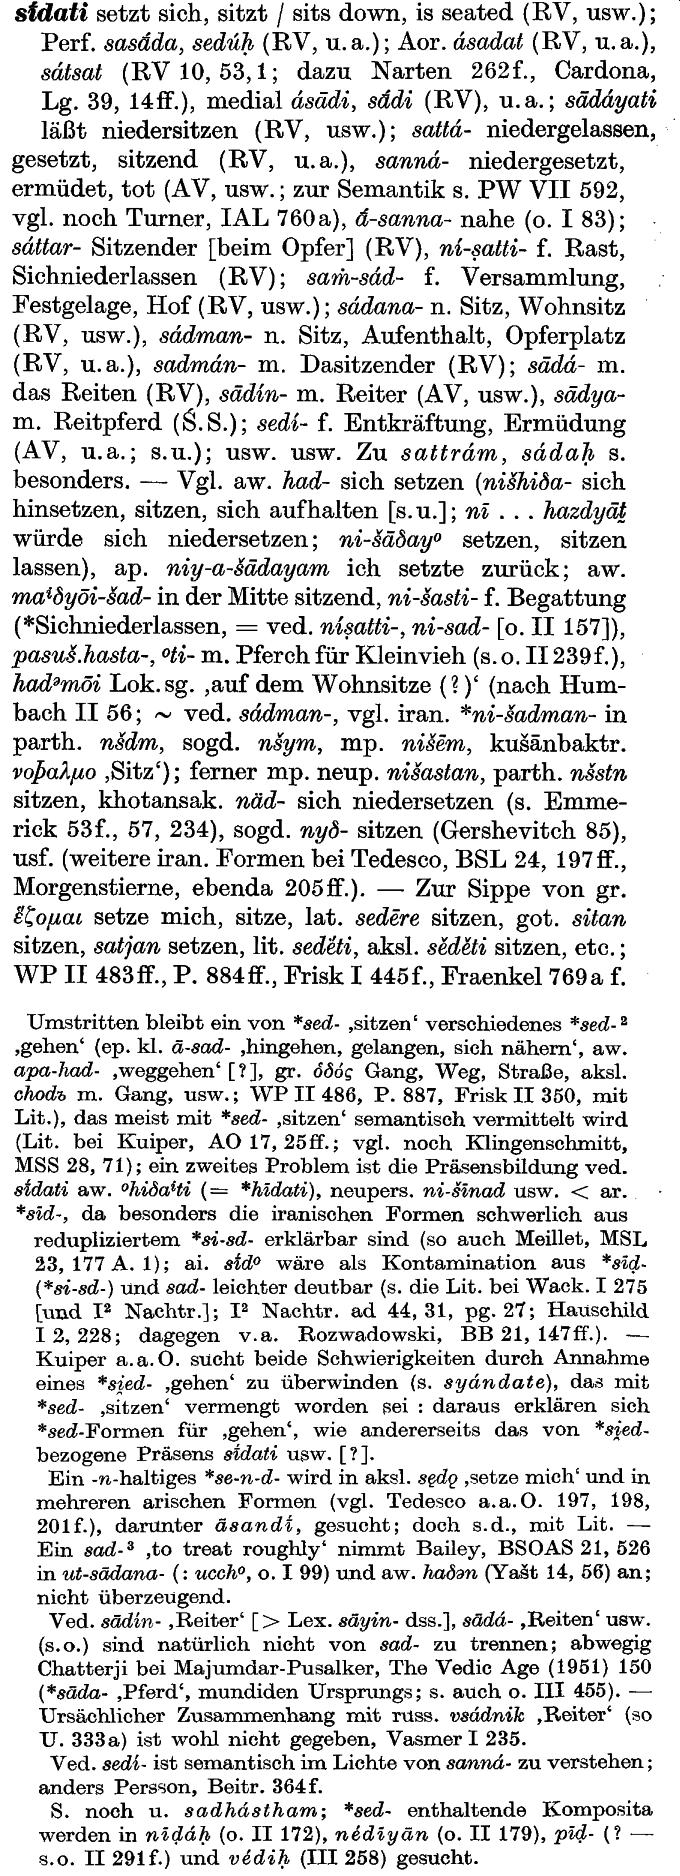 sī́dati setzt sich, sitzt / sits down, is seated (RV, usw.);
Perf. sasā́da, sedúḥ (RV, u.a.); Aor. ásadat (RV, u.a.),
sátsat (RV 10, 53,1; dazu Narten 262f., Cardona,
Lg. 39, 14ff.), medial ásādi, sā́di (RV), u.a.; sādáyati
läßt niedersitzen (RV, usw.); sattá- niedergelassen,
gesetzt, sitzend (RV, u.a.), sanná- niedergesetzt,
ermüdet, tot (AV, usw.; zur Semantik s. PW VII 592,
vgl. noch Turner, IAL 760a), ā́-sanna- nahe (o. I 83);
sáttar- Sitzender [beim Opfer] (RV), ní-ṣatti- f. Rast,
Sichniederlassen (RV); saṁ-sád- f. Versammlung,
Festgelage, Hof (RV, usw.); sádana- n. Sitz, Wohnsitz
(RV, usw.), sádman- n. Sitz, Aufenthalt, Opferplatz
(RV, u.a.), sadmán- m. Dasitzender (RV); sādá- m.
das Reiten (RV), sādín- m. Reiter (AV, usw.), sādya-
m. Reitpferd (Ś.S.); sedí- f. Entkräftung, Ermüdung
(AV, u.a.; s.u.); usw. usw. Zu sattrám, sádaḥ s.
besonders. — Vgl. aw. had- sich setzen (nišhiδa- sich
hinsetzen, sitzen, sich aufhalten [s.u.]; nī . . . hazdyāt̰
würde sich niedersetzen; ni-šāδayº setzen, sitzen
lassen), ap. niy-a-šādayam ich setzte zurück; aw.
maⁱδyōi-šad- in der Mitte sitzend, ni-šasti- f. Begattung
(*Sichniederlassen, = ved. níṣatti-, ni-sad- [o. II 157]),
pasuš.hasta-, ºti- m. Pferch für Kleinvieh (s.o. II 239f.),
hadᵊmōi Lok. sg. ‚auf dem Wohnsitze (?)‘ (nach Hum-
bach II 56; ~ ved. sádman-, vgl. iran. *ni-šadman- in
parth. nšdm, sogd. nšym, mp. nišēm, kušānbaktr.
νοþαλμο ‚Sitz‘); ferner mp. neup. nišastan, parth. nšstn
sitzen, khotansak. näd- sich niedersetzen (s. Emme-
rick 53f., 57, 234), sogd. nyδ- sitzen (Gershevitch 85),
usf. (weitere iran. Formen bei Tedesco, BSL 24, 197ff.,
Morgenstierne, ebenda 205ff.). — Zur Sippe von gr.
ἕζομαι setze mich, sitze, lat. sedēre sitzen, got. sitan
sitzen, satjan setzen, lit. sedė́ti, aksl. sěděti sitzen, etc.;
WP II 483ff., P. 884ff., Frisk I 445f., Fraenkel 769a f.
Umstritten bleibt ein von *sed- ‚sitzen‘ verschiedenes *sed-²
‚gehen‘ (ep. kl. ā-sad- ‚hingehen, gelangen, sich nähern‘, aw.
apa-had- ‚weggehen‘ [?], gr. ὁδός Gang, Weg, Straße, aksl.
chodъ m. Gang, usw.; WP II 486, P. 887, Frisk II 350, mit
Lit.), das meist mit *sed- ‚sitzen‘ semantisch vermittelt wird
(Lit. bei Kuiper, AO 17, 25ff.; vgl. noch Klingenschmitt,
MSS 28, 71); ein zweites Problem ist die Präsensbildung ved.
sī́dati aw. ºhiδaⁱti (= *hīdati), neupers. ni-šīnad usw. < ar.
*sīd-, da besonders die iranischen Formen schwerlich aus
redupliziertem *si-sd- erklärbar sind (so auch Meillet, MSL
23, 177 A. 1); ai. sī́dº wäre als Kontamination aus *sīḍ-
(*si-sd-) und sad- leichter deutbar (s. die Lit. bei Wack. I 275
[und I² Nachtr.]; I² Nachtr. ad 44, 31, pg. 27; Hauschild
I 2, 228; dagegen v.a. Rozwadowski, BB 21, 147ff.). —
Kuiper a.a.O. sucht beide Schwierigkeiten durch Annahme
eines *si̯ed- ‚gehen‘ zu überwinden (s. syándate), das mit
*sed- ‚sitzen‘ vermengt worden sei : daraus erklären sich
*sed-Formen für ‚gehen‘, wie andererseits das von *si̯ed-
bezogene Präsens sī́dati usw. [?].
Ein -n-haltiges *se-n-d- wird in aksl. sędǫ ‚setze mich‘ und in
mehreren arischen Formen (vgl. Tedesco a.a.O. 197, 198,
201f.), darunter āsandī́, gesucht; doch s.d., mit Lit. —
Ein sad-³ ‚to treat roughly‘ nimmt Bailey, BSOAS 21, 526
in ut-sādana- (: ucchº, o. I 99) und aw. haδən (Yašt 14, 56) an;
nicht überzeugend.
Ved. sādín- ‚Reiter‘ [> Lex. sāyin- dss.], sādá- ‚Reiten‘ usw.
(s.o.) sind natürlich nicht von sad- zu trennen; abwegig
Chatterji bei Majumdar-Pusalker, The Vedic Age (1951) 150
(*sāda- ‚Pferd‘, mundiden Ursprungs; s. auch o. III 455). —
Ursächlicher Zusammenhang mit russ. vsádnik ‚Reiter‘ (so
U. 333a) ist wohl nicht gegeben, Vasmer I 235.
Ved. sedí- ist semantisch im Lichte von sanná- zu verstehen;
anders Persson, Beitr. 364f.
S. noch u. sadhástham; *sed- enthaltende Komposita
werden in nīḍáḥ (o. II 172), nédīyān (o. II 179), pīḍ- (? —
s.o. II 291f.) und védiḥ (III 258) gesucht.